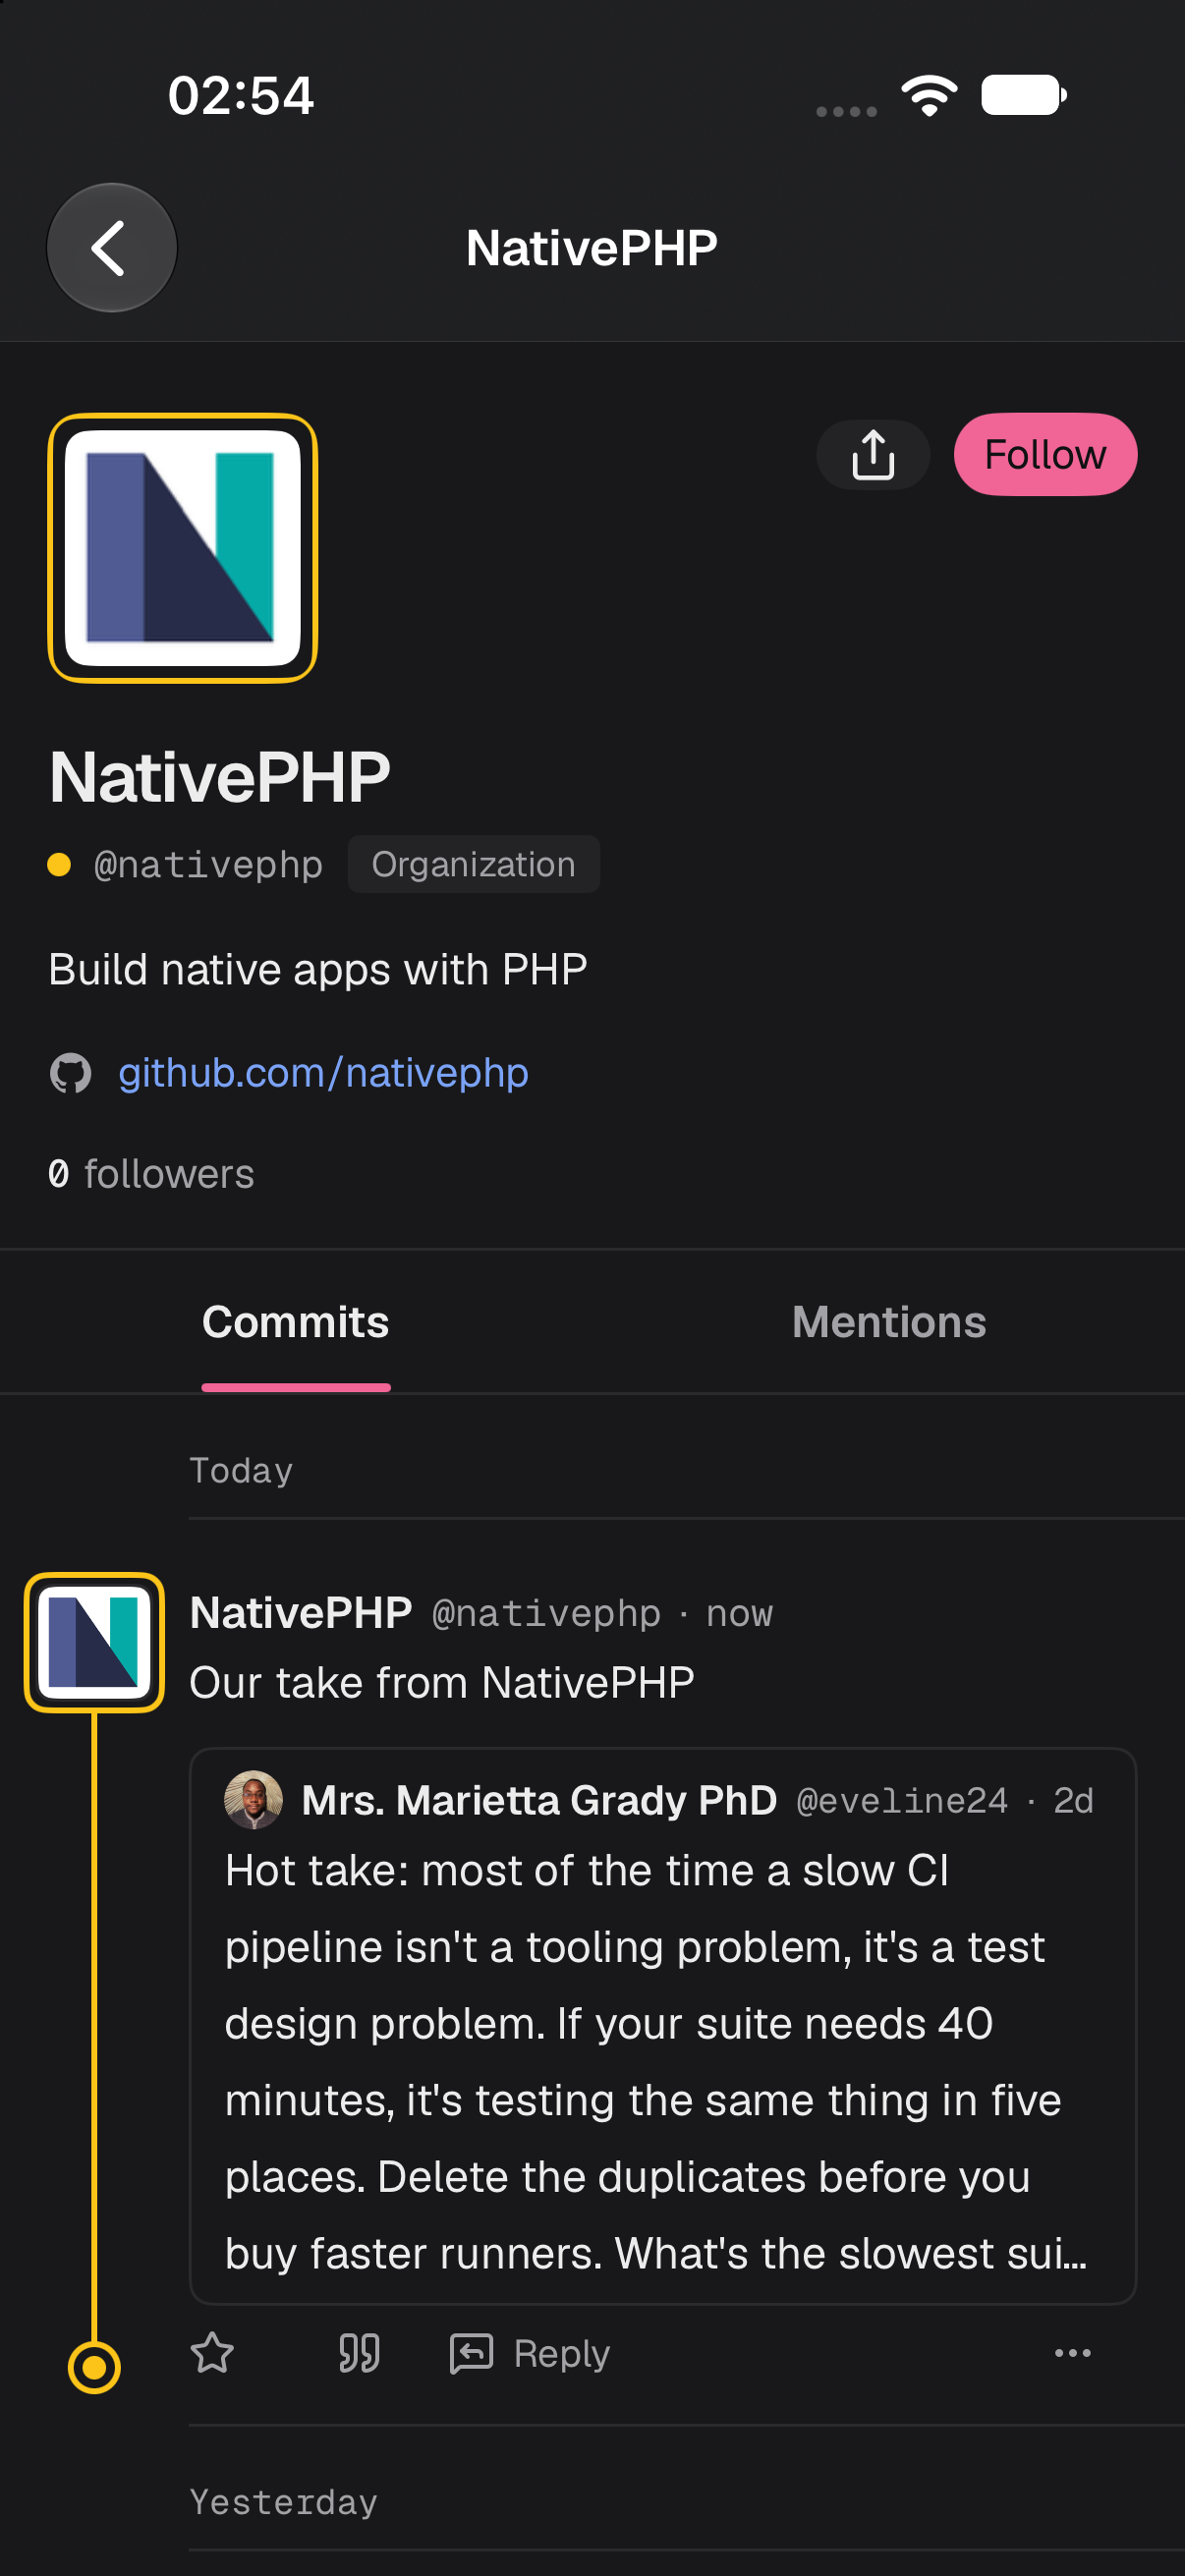 02:54
NativePHP
Follow
NativePHP
@nativephp Organization
Build native apps with PHP
github.com/nativephp
0 followers
Commits Mentions
Today
NativePHP @nativephp · now
Our take from NativePHP
Mrs. Marietta Grady PhD @eveline24 · 2d
Hot take: most of the time a slow CI
pipeline isn't a tooling problem, it's a test
design problem. If your suite needs 40
minutes, it's testing the same thing in five
places. Delete the duplicates before you
buy faster runners. What's the slowest sui...
Reply
Yesterday